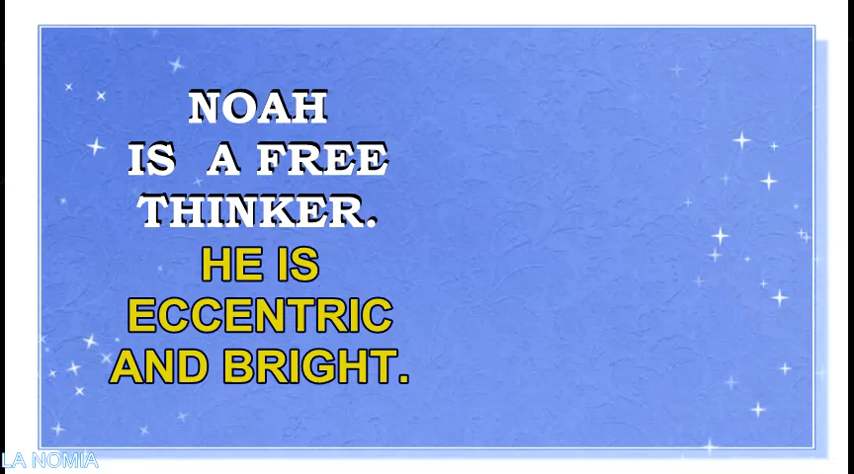 NOAH
IS A FREE
THINKER.
HE IS
ECCENTRIC
AND BRIGHT.
LA NOMIA